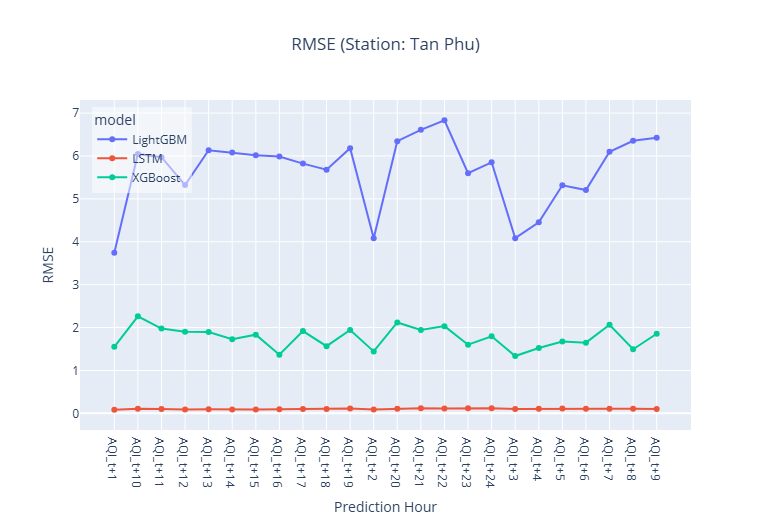 RMSE (Station: Tan Phu)
model
LightGBM
LSTM
XGBoost
7
6
5
4
3
2
1
0
RMSE
AQI_t+1
AQI_t+10
AQI_t+11
AQI_t+12
AQI_t+13
AQI_t+14
AQI_t+15
AQI_t+16
AQI_t+17
AQI_t+18
AQI_t+19
AQI_t+2
AQI_t+20
AQI_t+21
AQI_t+22
AQI_t+23
AQI_t+24
AQI_t+3
AQI_t+4
AQI_t+5
AQI_t+6
AQI_t+7
AQI_t+8
AQI_t+9
Prediction Hour